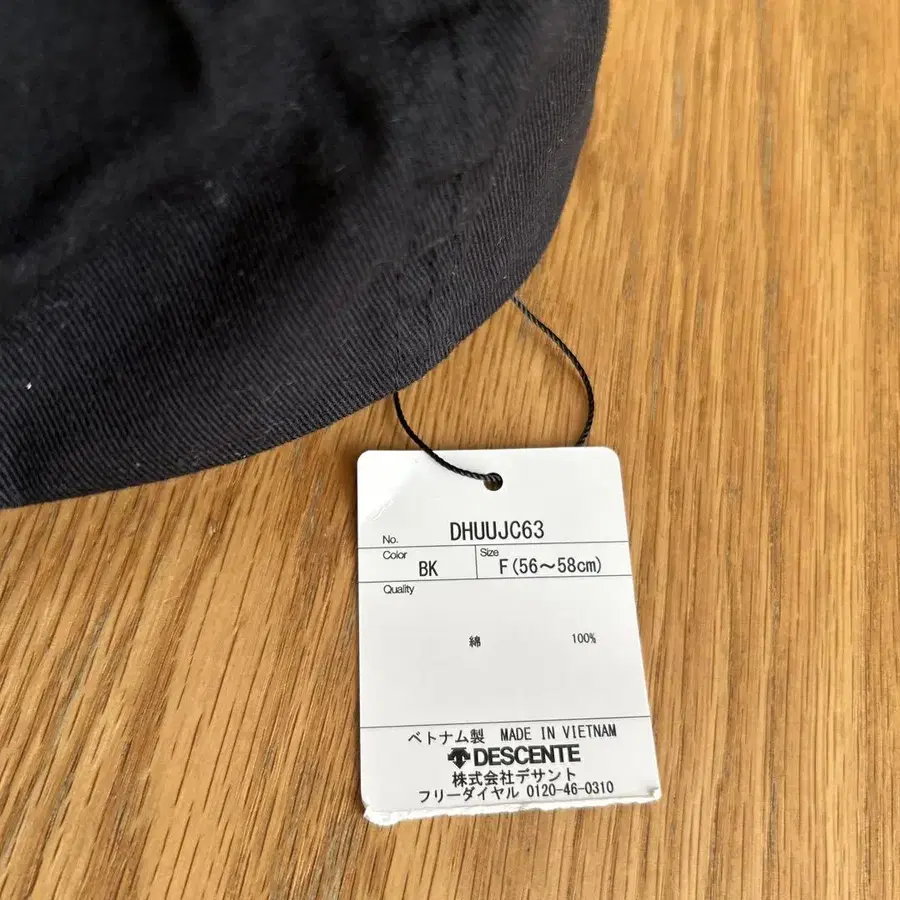 No. DHUUJC63
Color BK Size F(56～58cm)
Quality
綿 100%
ベトナム製 MADE IN VIETNAM
DESCENTE
株式会社デサント
フリーダイヤル 0120-46-0310